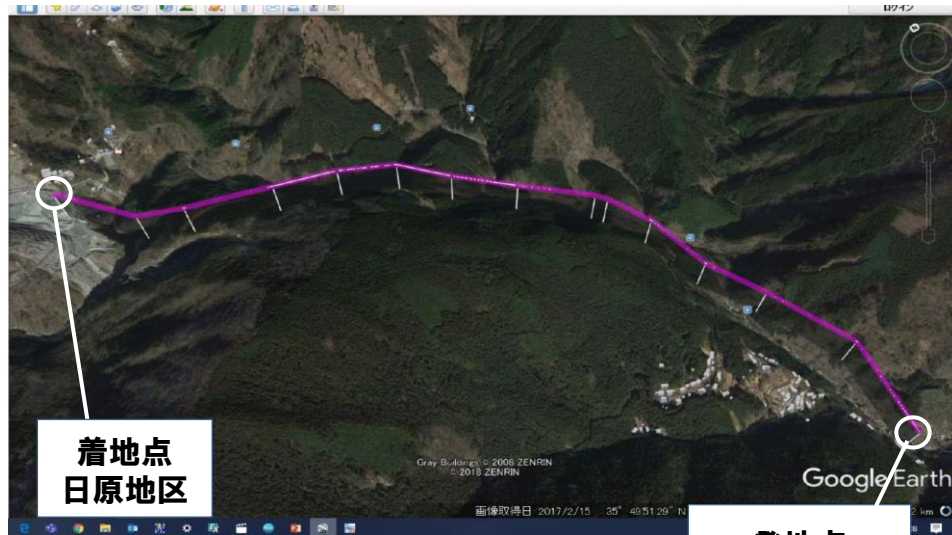 ログイン
着地点
日原地区
Gray Buildings © 2008 ZENRIN
© 2018 ZENRIN
Google Earth
画像取得日 2017/2/15 35° 49'51.29" N
km